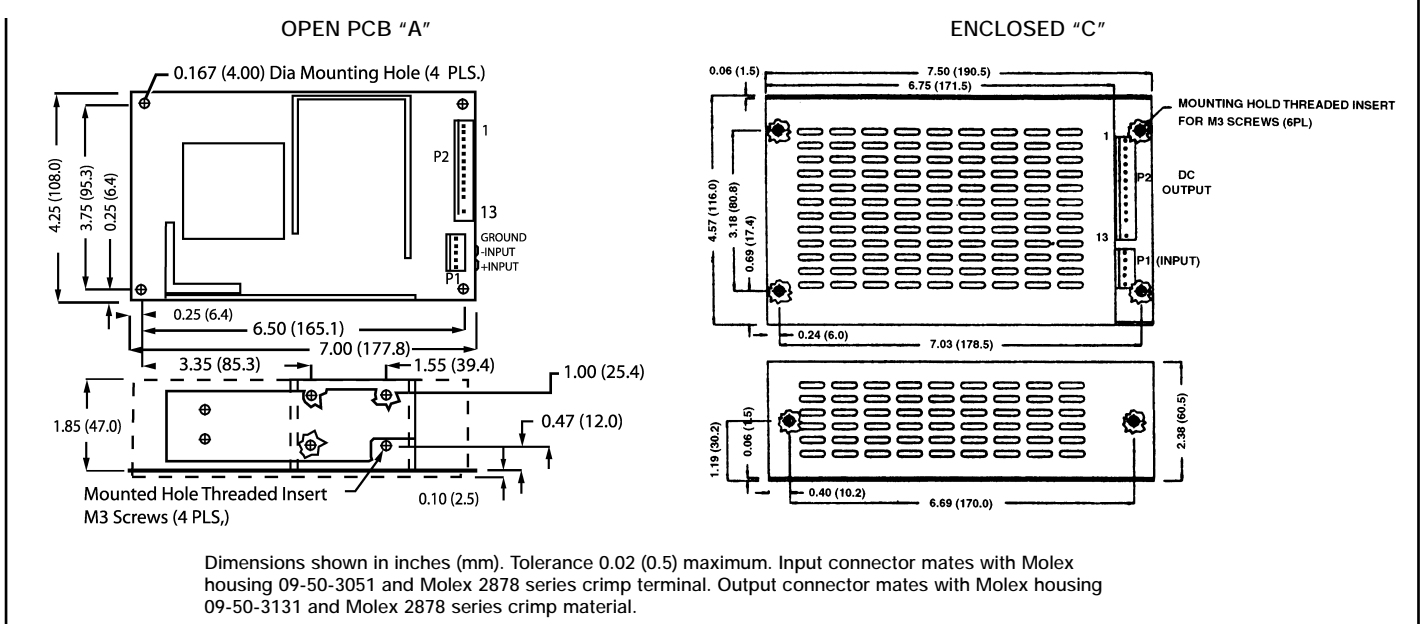 OPEN PCB “A”
0.167 (4.00) Dia Mounting Hole (4 PLS.)
4.25 (108.0)
3.75 (95.3)
0.25 (6.4)
1
P2
13
GROUND
-INPUT
+INPUT
P1
0.25 (6.4)
6.50 (165.1)
7.00 (177.8)
3.35 (85.3)
1.55 (39.4)
1.00 (25.4)
1.85 (47.0)
0.47 (12.0)
0.10 (2.5)
Mounted Hole Threaded Insert
M3 Screws (4 PLS,)
ENCLOSED “C”
0.06 (1.5)
7.50 (190.5)
6.75 (171.5)
MOUNTING HOLD THREADED INSERT
FOR M3 SCREWS (6PL)
4.57 (116.0)
3.18 (80.8)
0.69 (17.4)
1
P2
DC
OUTPUT
13
P1 (INPUT)
0.24 (6.0)
7.03 (178.5)
1.19 (30.2)
0.06 (1.5)
2.38 (60.5)
0.40 (10.2)
6.69 (170.0)
Dimensions shown in inches (mm). Tolerance 0.02 (0.5) maximum. Input connector mates with Molex
housing 09-50-3051 and Molex 2878 series crimp terminal. Output connector mates with Molex housing
09-50-3131 and Molex 2878 series crimp material.